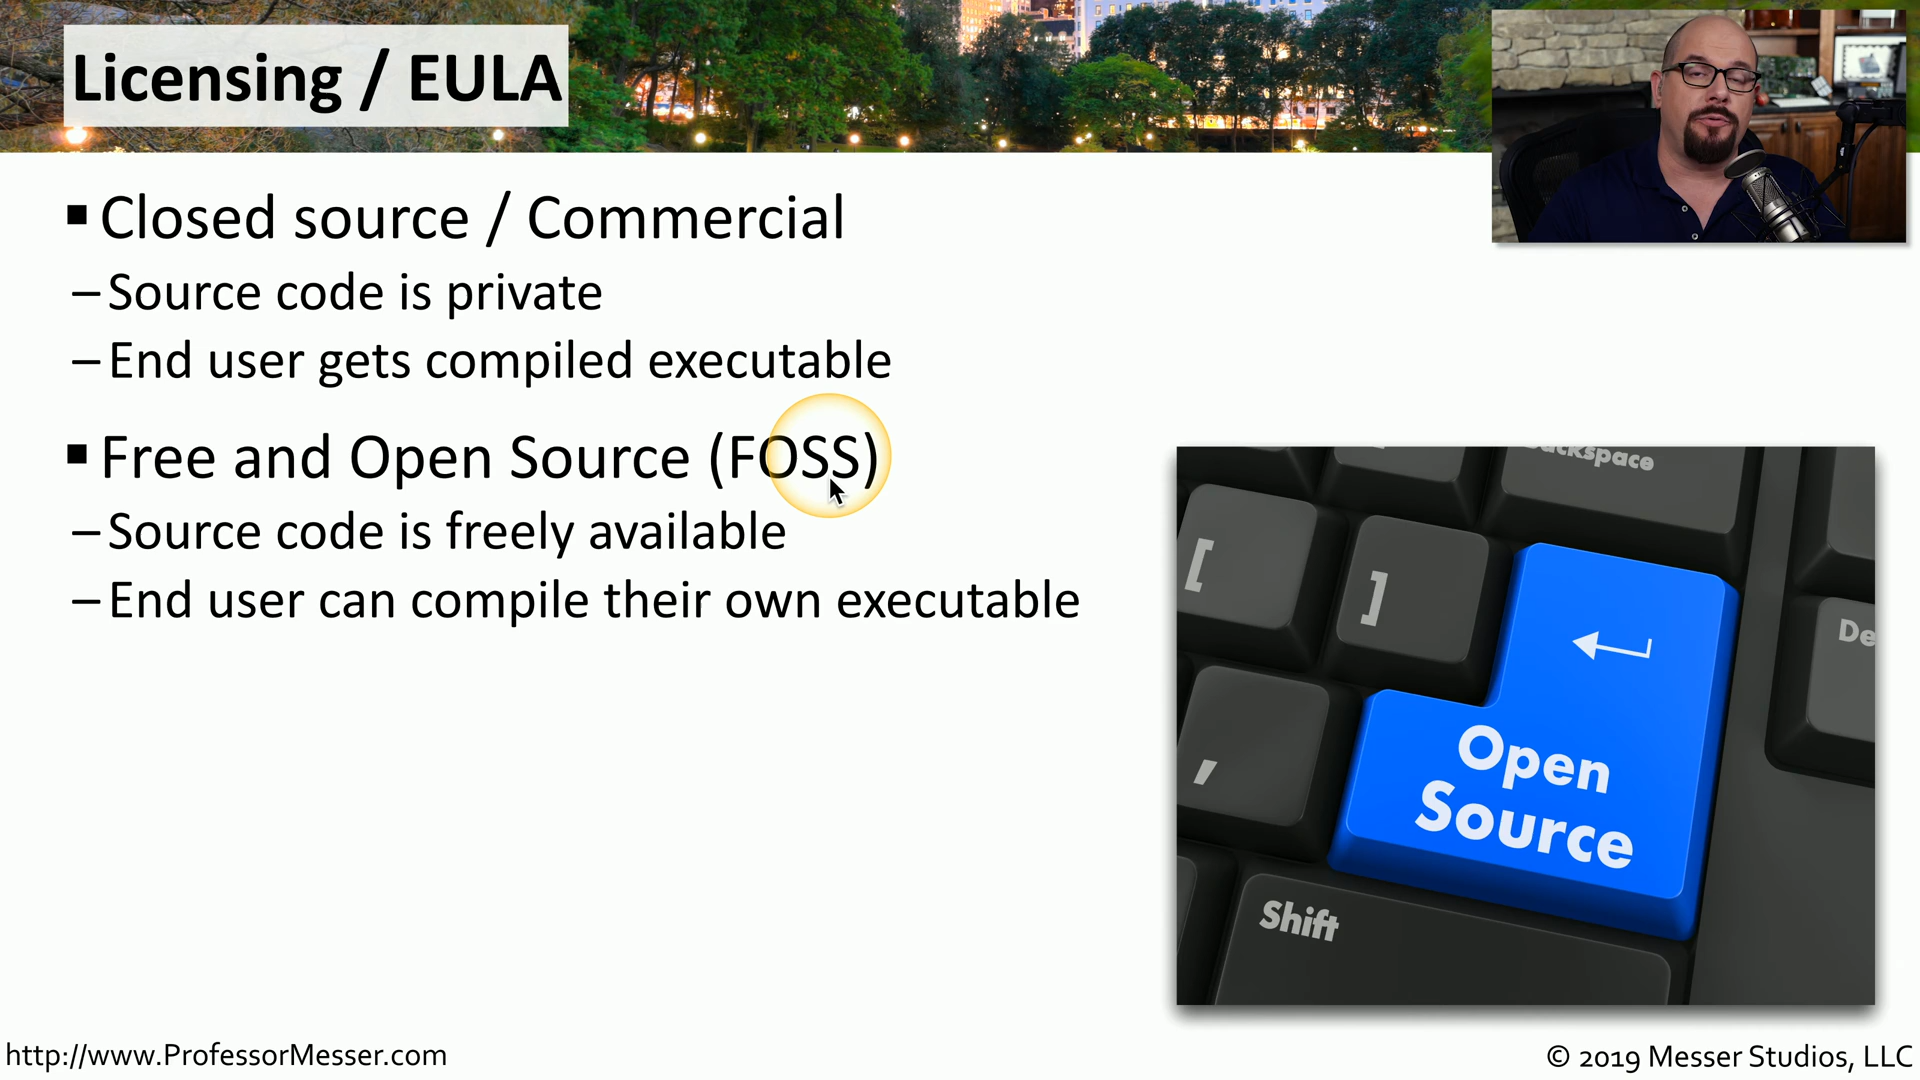 Licensing / EULA
▪ Closed source / Commercial
– Source code is private
– End user gets compiled executable
▪ Free and Open Source (FOSS)
– Source code is freely available
– End user can compile their own executable
[
]
De
,
Open
Source
Shift
http://www.ProfessorMesser.com
© 2019 Messer Studios, LLC